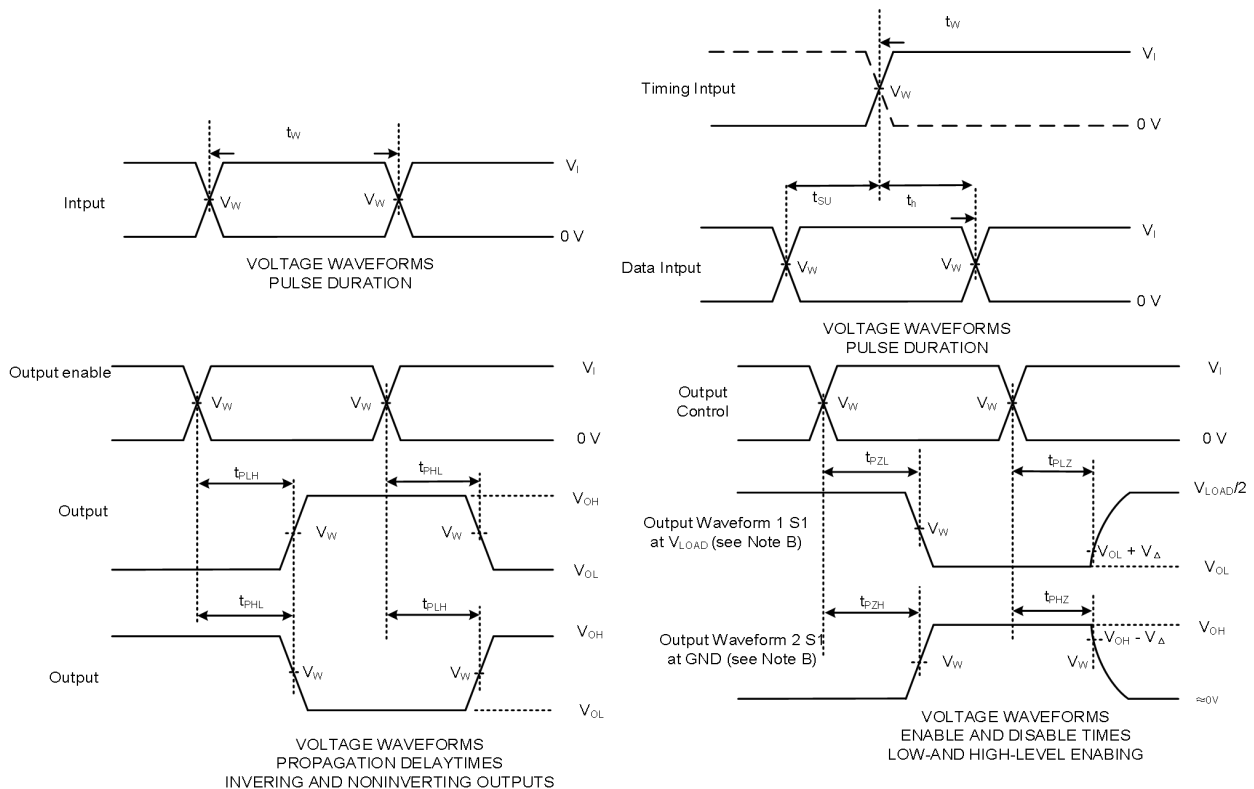 t_W
V_I
Intput
V_W
V_W
0 V
VOLTAGE WAVEFORMS
PULSE DURATION
t_W
V_I
Timing Intput
V_W
0 V
t_SU
t_h
V_I
Data Intput
V_W
V_W
0 V
VOLTAGE WAVEFORMS
PULSE DURATION
Output enable
V_I
V_W
V_W
0 V
t_PLH
t_PHL
V_OH
Output
V_W
V_W
V_OL
t_PHL
t_PLH
V_OH
Output
V_W
V_W
V_OL
VOLTAGE WAVEFORMS
PROPAGATION DELAYTIMES
INVERING AND NONINVERTING OUTPUTS
V_I
Output
Control
V_W
V_W
0 V
t_PZL
t_PLZ
V_LOAD/2
Output Waveform 1 S1
at V_LOAD (see Note B)
V_W
V_OL + V_Δ
V_OL
t_PZH
t_PHZ
V_OH
Output Waveform 2 S1
at GND (see Note B)
V_OH - V_Δ
V_W
V_W
≈0V
VOLTAGE WAVEFORMS
ENABLE AND DISABLE TIMES
LOW-AND HIGH-LEVEL ENABING